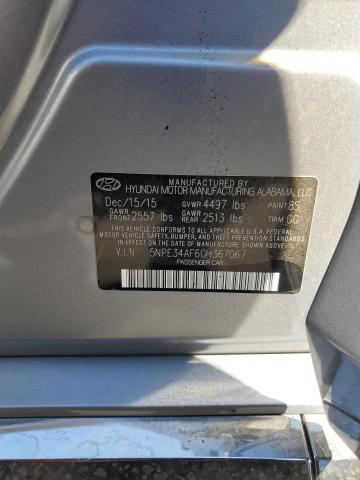 MANUFACTURED BY
HYUNDAI MOTOR MANUFACTURING ALABAMA, LLC
Dec/15/15 GVWR 4497 lbs PAINT 8S
GAWR FRONT 2557 lbs GAWR REAR 2513 lbs TRIM GG
THIS VEHICLE CONFORMS TO ALL APPLICABLE U.S. FEDERAL
MOTOR VEHICLE SAFETY, BUMPER, AND THEFT PREVENTION
STANDARDS IN EFFECT ON THE DATE OF MANUFACTURE SHOWN ABOVE.
V.I.N 5NPE34AF6GH367067
PASSENGER CAR